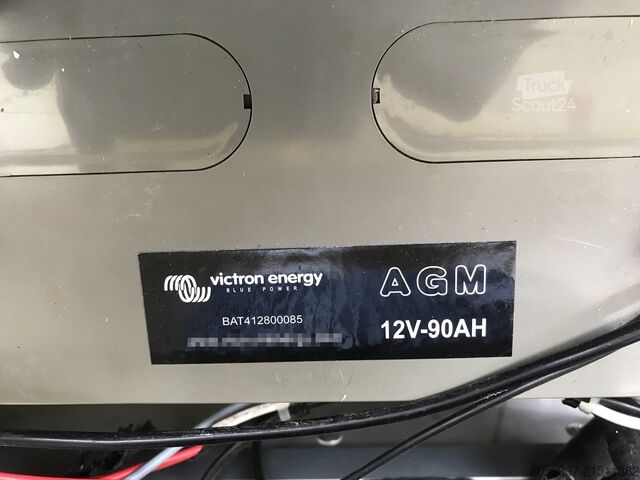 Truck
Scout24
victron energy
BLUE POWER
AGM
BAT412800085
12V-90AH